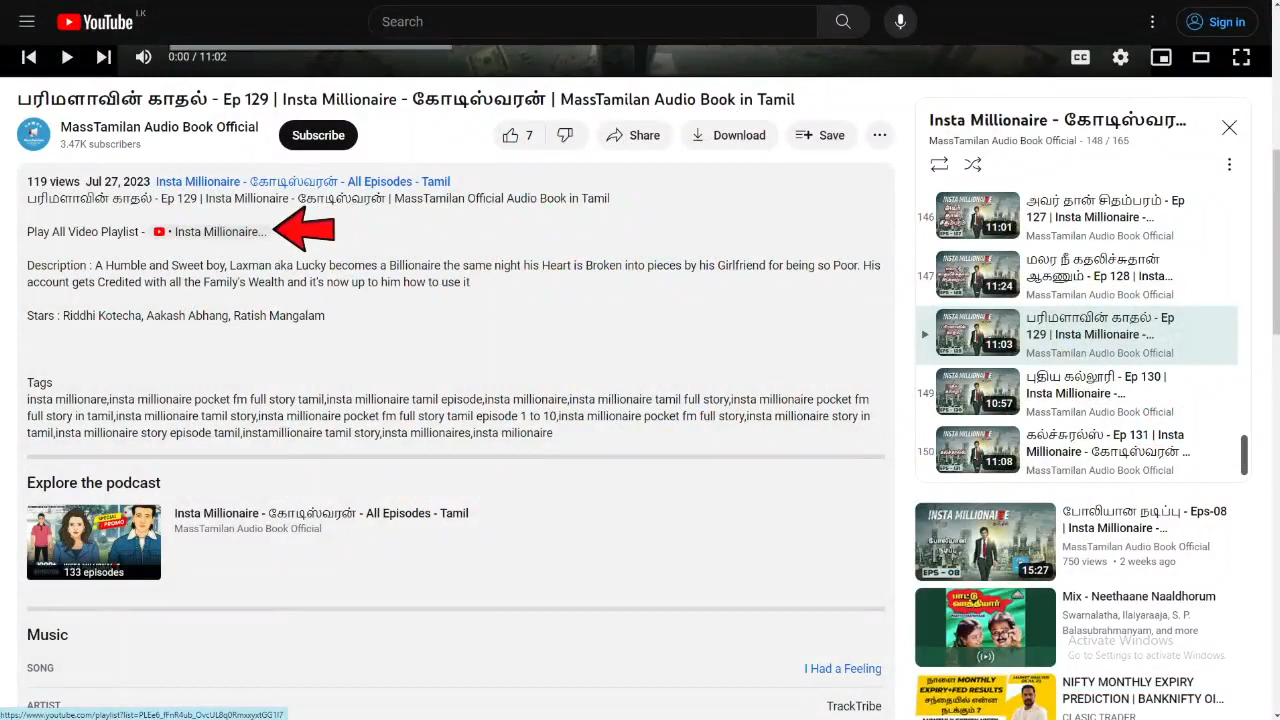 YouTube LK
Search
Sign in
0:00 / 11:02
CC
பரிமளாவின் காதல் - Ep 129 | Insta Millionaire - கோடிஸ்வரன் | MassTamilan Audio Book in Tamil
MassTamilan Audio Book Official
3.47K subscribers
Subscribe
7
Share
Download
Save
119 views Jul 27, 2023 Insta Millionaire - கோடிஸ்வரன் - All Episodes - Tamil
பரிமளாவின் காதல் - Ep 129 | Insta Millionaire - கோடிஸ்வரன் | MassTamilan Official Audio Book in Tamil
Play All Video Playlist - • Insta Millionaire...
Description : A Humble and Sweet boy, Laxman aka Lucky becomes a Billionaire the same night his Heart is Broken into pieces by his Girlfriend for being so Poor. His
account gets Credited with all the Family's Wealth and it's now up to him how to use it
Stars : Riddhi Kotecha, Aakash Abhang, Ratish Mangalam
Tags
insta millionare,insta millionaire pocket fm full story tamil,insta millionaire tamil episode,insta millionaire,insta millionaire tamil full story,insta millionaire pocket fm
full story in tamil,insta millionaire tamil story,insta millionaire pocket fm full story tamil episode 1 to 10,insta millionaire pocket fm full story,insta millionaire story in
tamil,insta millionaire story episode tamil,instamillionaire tamil story,insta millionaires,insta milionaire
Explore the podcast
SPECIAL PROMO
133 episodes
Insta Millionaire - கோடிஸ்வரன் - All Episodes - Tamil
MassTamilan Audio Book Official
Music
SONG
I Had a Feeling
ARTIST
TrackTribe
Insta Millionaire - கோடிஸ்வர...
MassTamilan Audio Book Official - 148 / 165
146
11:01
அவர் தான் சிதம்பரம் - Ep
127 | Insta Millionaire -...
MassTamilan Audio Book Official
147
11:24
மலர நீ கதலிச்சுதான்
ஆகணும் - Ep 128 | Insta...
MassTamilan Audio Book Official
11:03
பரிமளாவின் காதல் - Ep
129 | Insta Millionaire -...
MassTamilan Audio Book Official
149
10:57
புதிய கல்லூரி - Ep 130 |
Insta Millionaire -...
MassTamilan Audio Book Official
150
11:08
கல்ச்சுரல்ஸ் - Ep 131 | Insta
Millionaire - கோடிஸ்வரன் ...
MassTamilan Audio Book Official
INSTA MILLIONAIRE
போலியான நடிப்பு
EPS - 08
15:27
போலியான நடிப்பு - Eps-08
| Insta Millionaire -...
MassTamilan Audio Book Official
750 views • 2 weeks ago
பாட்டு வாத்தியார்
Mix - Neethaane Naaldhorum
Swarnalatha, Ilaiyaraaja, S. P.
Balasubrahmanyam, and more
Activate Windows
Go to Settings to activate Windows.
நாளை MONTHLY
EXPIRY+FED RESULTS
சந்தையில் என்ன
நடக்கும் ?
NIFTY MONTHLY EXPIRY
PREDICTION | BANKNIFTY OI...
CLASIC TRADER